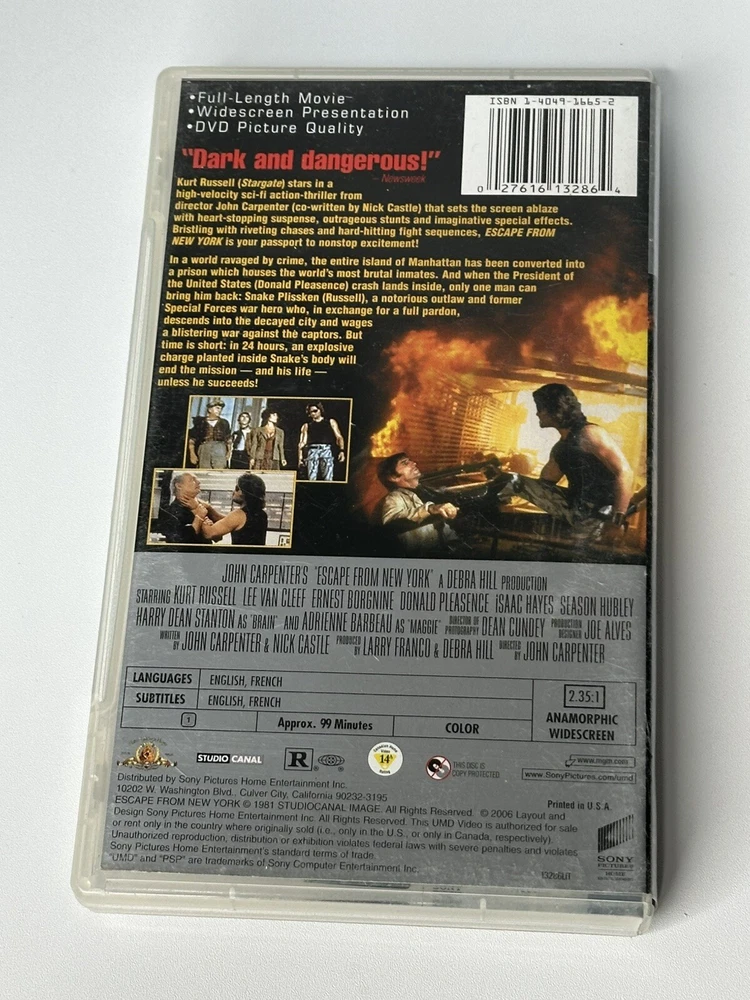 •Full-Length Movie
•Widescreen Presentation
•DVD Picture Quality
ISBN 1-4049-1665-2
0 27616 13286 4
"Dark and dangerous!"
– Newsweek
Kurt Russell (Stargate) stars in a
high-velocity sci-fi action-thriller from
director John Carpenter (co-written by Nick Castle) that sets the screen ablaze
with heart-stopping suspense, outrageous stunts and imaginative special effects.
Bristling with riveting chases and hard-hitting fight sequences, ESCAPE FROM
NEW YORK is your passport to nonstop excitement!
In a world ravaged by crime, the entire island of Manhattan has been converted into
a prison which houses the world's most brutal inmates. And when the President of
the United States (Donald Pleasence) crash lands inside, only one man can
bring him back: Snake Plissken (Russell), a notorious outlaw and former
Special Forces war hero who, in exchange for a full pardon,
descends into the decayed city and wages
a blistering war against the captors. But
time is short: in 24 hours, an explosive
charge planted inside Snake's body will
end the mission — and his life —
unless he succeeds!
JOHN CARPENTER'S "ESCAPE FROM NEW YORK" A DEBRA HILL PRODUCTION
STARRING KURT RUSSELL LEE VAN CLEEF ERNEST BORGNINE DONALD PLEASENCE ISAAC HAYES SEASON HUBLEY
HARRY DEAN STANTON AS "BRAIN" AND ADRIENNE BARBEAU AS "MAGGIE" DIRECTOR OF PHOTOGRAPHY DEAN CUNDEY PRODUCTION DESIGNER JOE ALVES
WRITTEN BY JOHN CARPENTER & NICK CASTLE PRODUCED BY LARRY FRANCO & DEBRA HILL DIRECTED BY JOHN CARPENTER
LANGUAGES ENGLISH, FRENCH
SUBTITLES ENGLISH, FRENCH
1 Approx. 99 Minutes COLOR
2.35:1
ANAMORPHIC
WIDESCREEN
STUDIO CANAL R 14A
THIS DISC IS
COPY PROTECTED
www.mgm.com
www.SonyPictures.com/umd
Distributed by Sony Pictures Home Entertainment Inc.
10202 W. Washington Blvd., Culver City, California 90232-3195
ESCAPE FROM NEW YORK © 1981 STUDIOCANAL IMAGE. All Rights Reserved. © 2006 Layout and
Design Sony Pictures Home Entertainment Inc. All Rights Reserved. This UMD Video is authorized for sale
or rent only in the country where originally sold (i.e., only in the U.S., or only in Canada, respectively).
Unauthorized reproduction, distribution or exhibition violates federal laws with severe penalties and violates
Sony Pictures Home Entertainment's standard terms of trade.
"UMD" and "PSP" are trademarks of Sony Computer Entertainment Inc.
Printed in U.S.A.
SONY
PICTURES